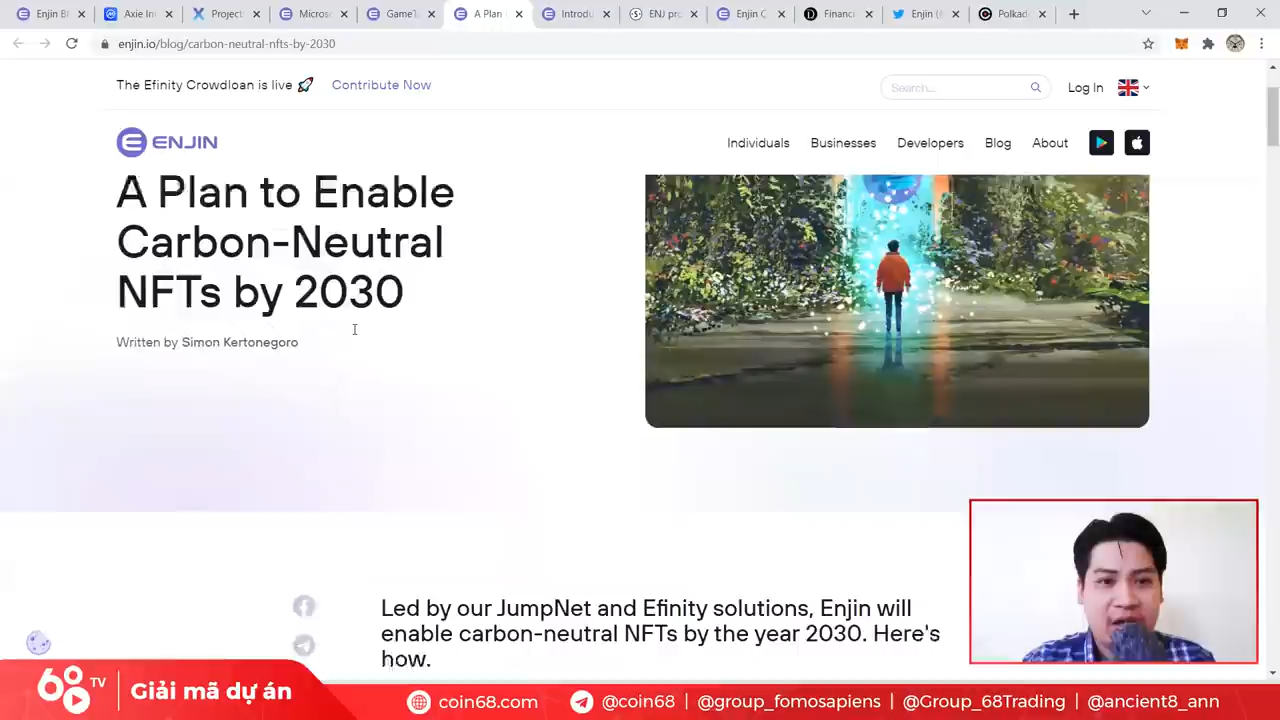 Enjin Bl
Axie In
Project
Micros
GameT
A Plan
Introdu
ENJ pr
Enjin C
Financ
Enjin (
Polkad
enjin.io/blog/carbon-neutral-nfts-by-2030
The Efinity Crowdloan is live Contribute Now
Search...
Log In
ENJIN
Individuals Businesses Developers Blog About
A Plan to Enable
Carbon-Neutral
NFTs by 2030
Written by Simon Kertonegoro
Led by our JumpNet and Efinity solutions, Enjin will
enable carbon-neutral NFTs by the year 2030. Here's
how.
68 TV Giải mã dự án
coin68.com @coin68 | @group_fomosapiens | @Group_68Trading | @ancient8_ann